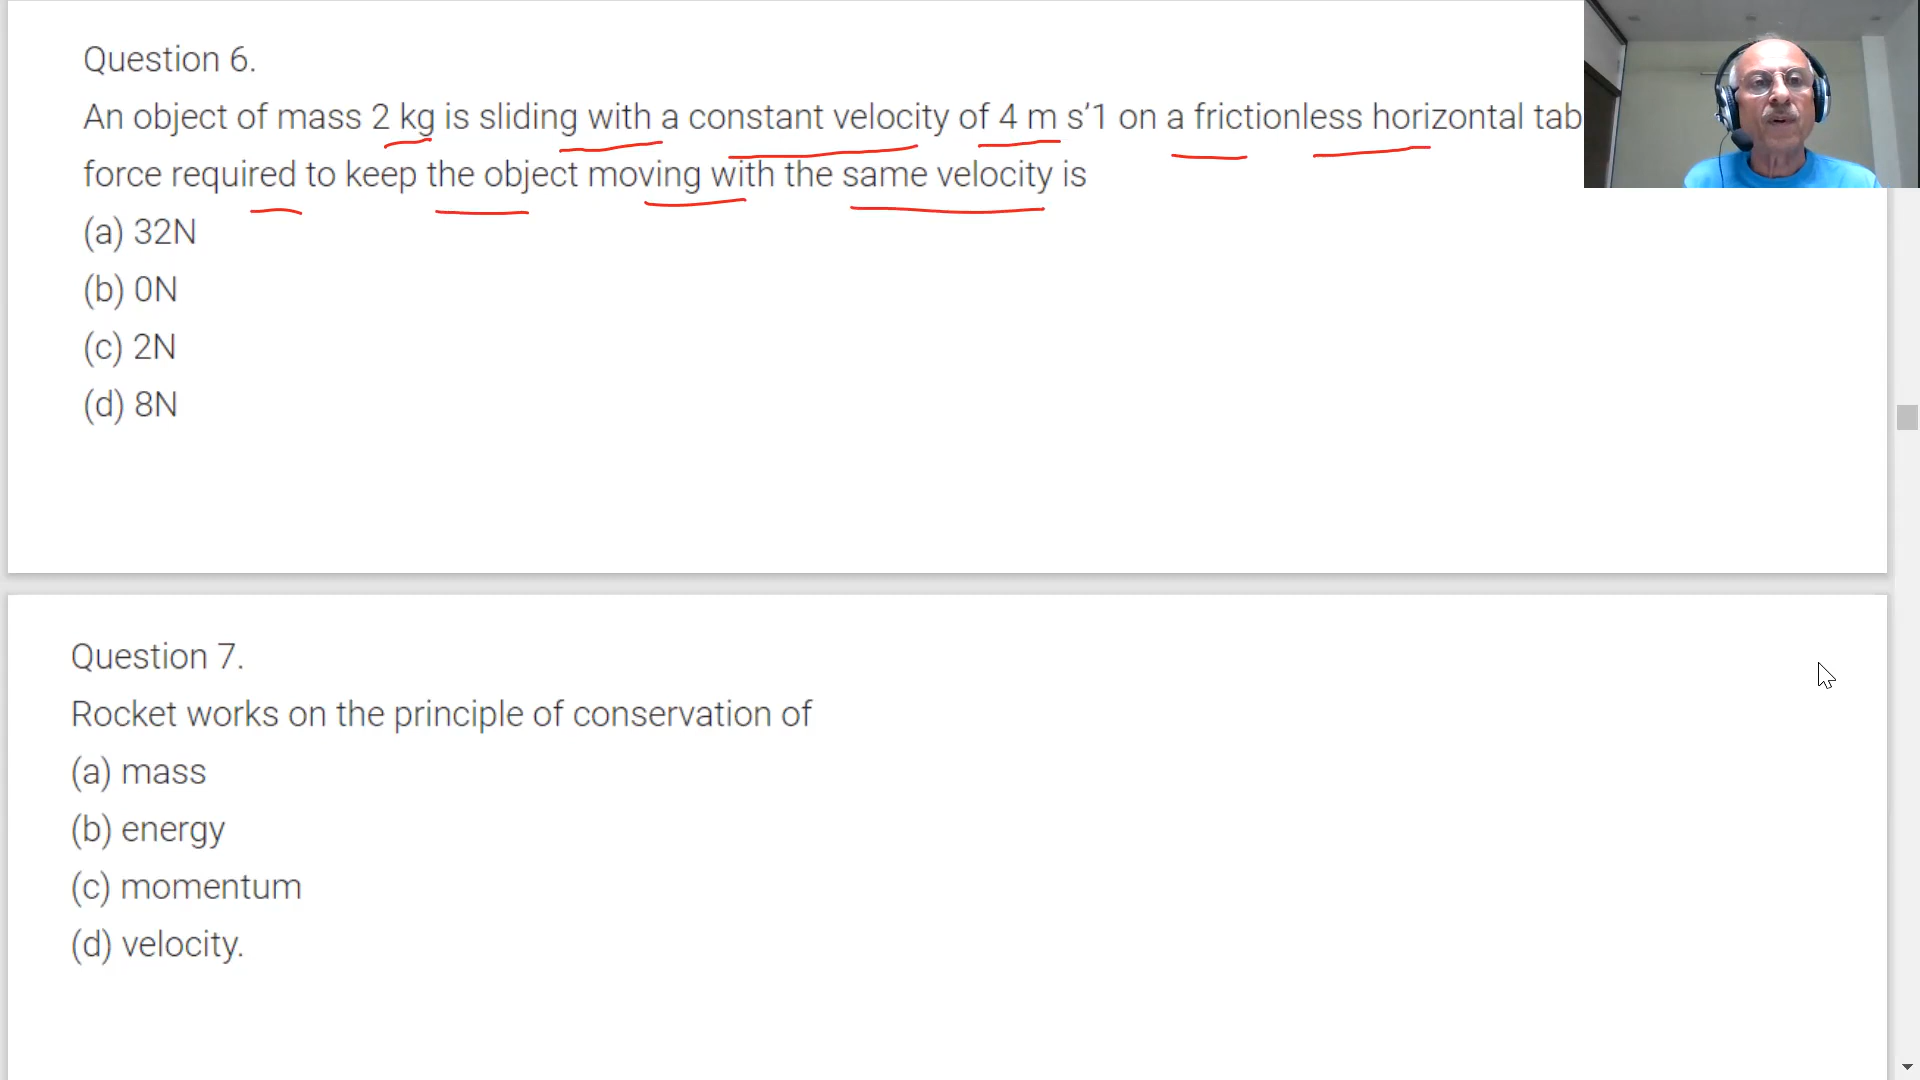 Question 6.
An object of mass 2 kg is sliding with a constant velocity of 4 m s’1 on a frictionless horizontal tab
force required to keep the object moving with the same velocity is
(a) 32N
(b) 0N
(c) 2N
(d) 8N
Question 7.
Rocket works on the principle of conservation of
(a) mass
(b) energy
(c) momentum
(d) velocity.